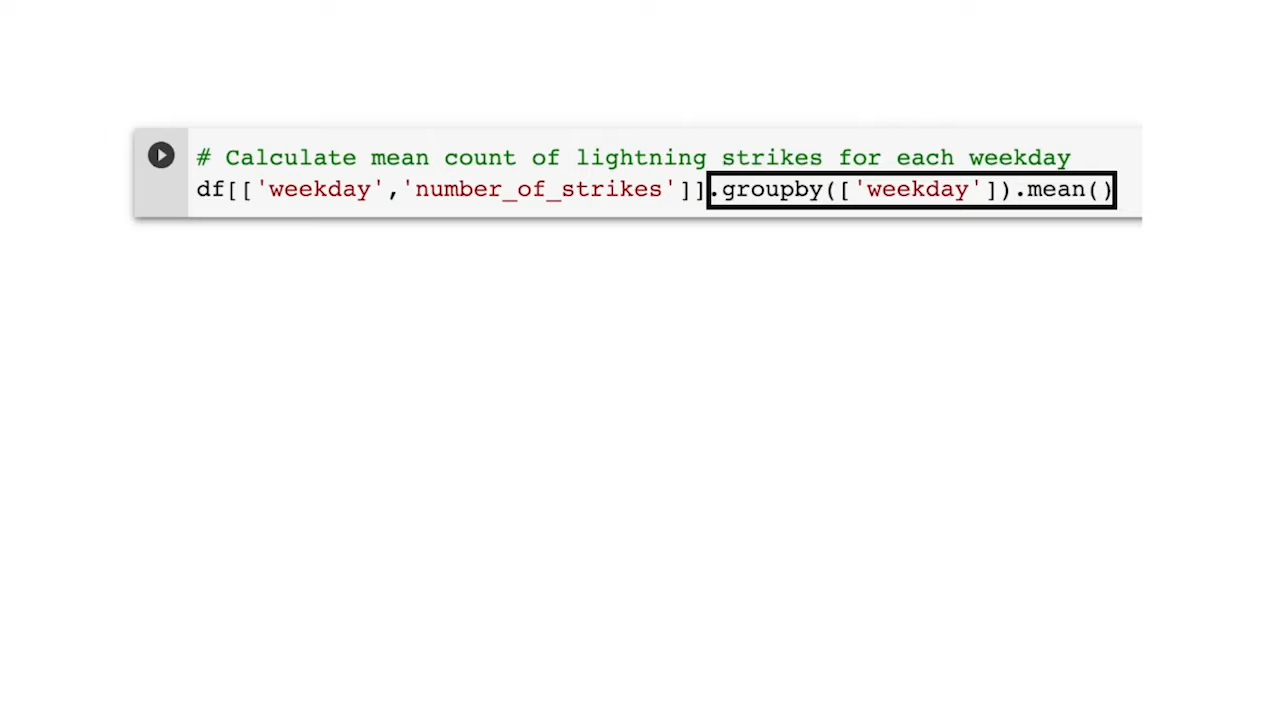 # Calculate mean count of lightning strikes for each weekday
df[['weekday','number_of_strikes']].groupby(['weekday']).mean()